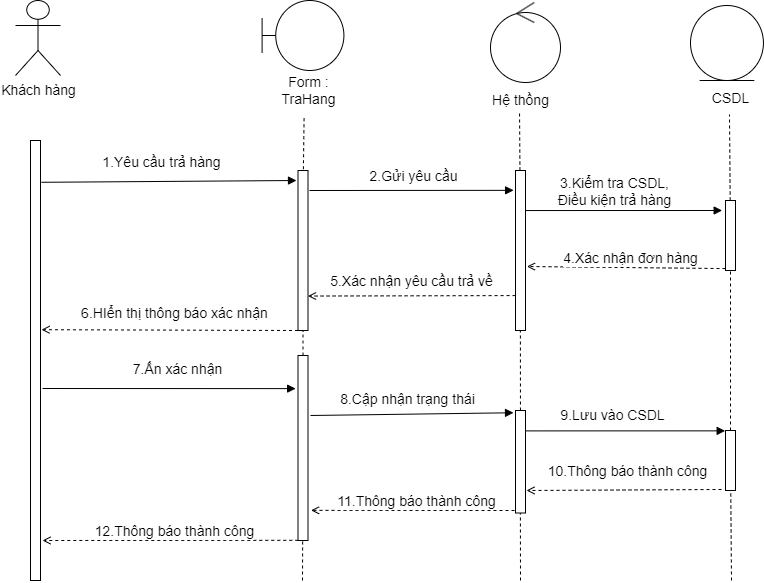 Khách hàng
Form :
TraHang
Hệ thồng
CSDL
1.Yêu cầu trả hàng
2.Gửi yêu cầu
3.Kiểm tra CSDL,
Điều kiện trả hàng
4.Xác nhận đơn hàng
5.Xác nhận yêu cầu trả về
6.HIển thị thông báo xác nhận
7.Ấn xác nhận
8.Cập nhận trạng thái
9.Lưu vào CSDL
10.Thông báo thành công
11.Thông báo thành công
12.Thông báo thành công